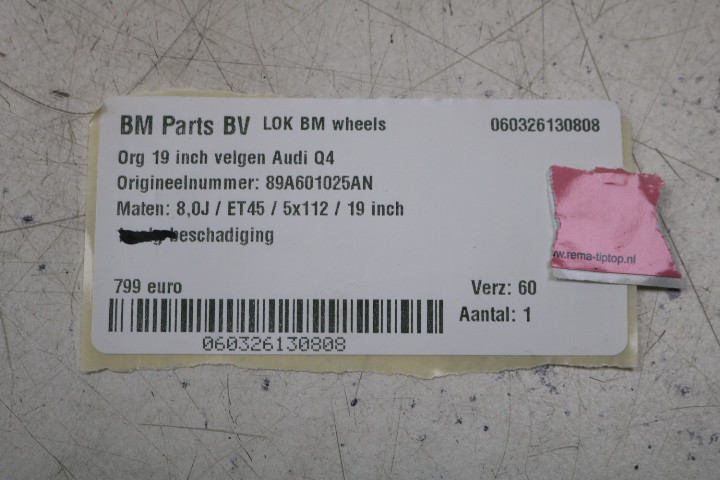 BM Parts BV LOK BM wheels 060326130808
Org 19 inch velgen Audi Q4
Origineelnummer: 89A601025AN
Maten: 8,0J / ET45 / 5x112 / 19 inch
beschadiging
w.rema-tiptop.nl
799 euro Verz: 60
Aantal: 1
060326130808